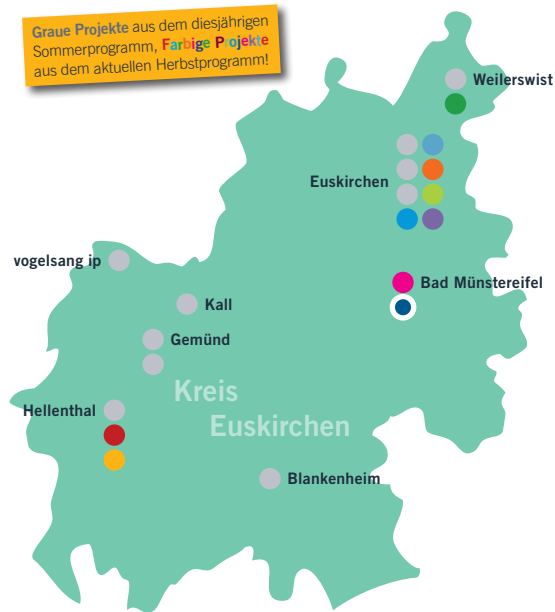 Graue Projekte aus dem diesjährigen
Sommerprogramm, Farbige Projekte
aus dem aktuellen Herbstprogramm!
Weilerswist
Euskirchen
vogelsang ip
Bad Münstereifel
Kall
Gemünd
Kreis
Euskirchen
Hellenthal
Blankenheim